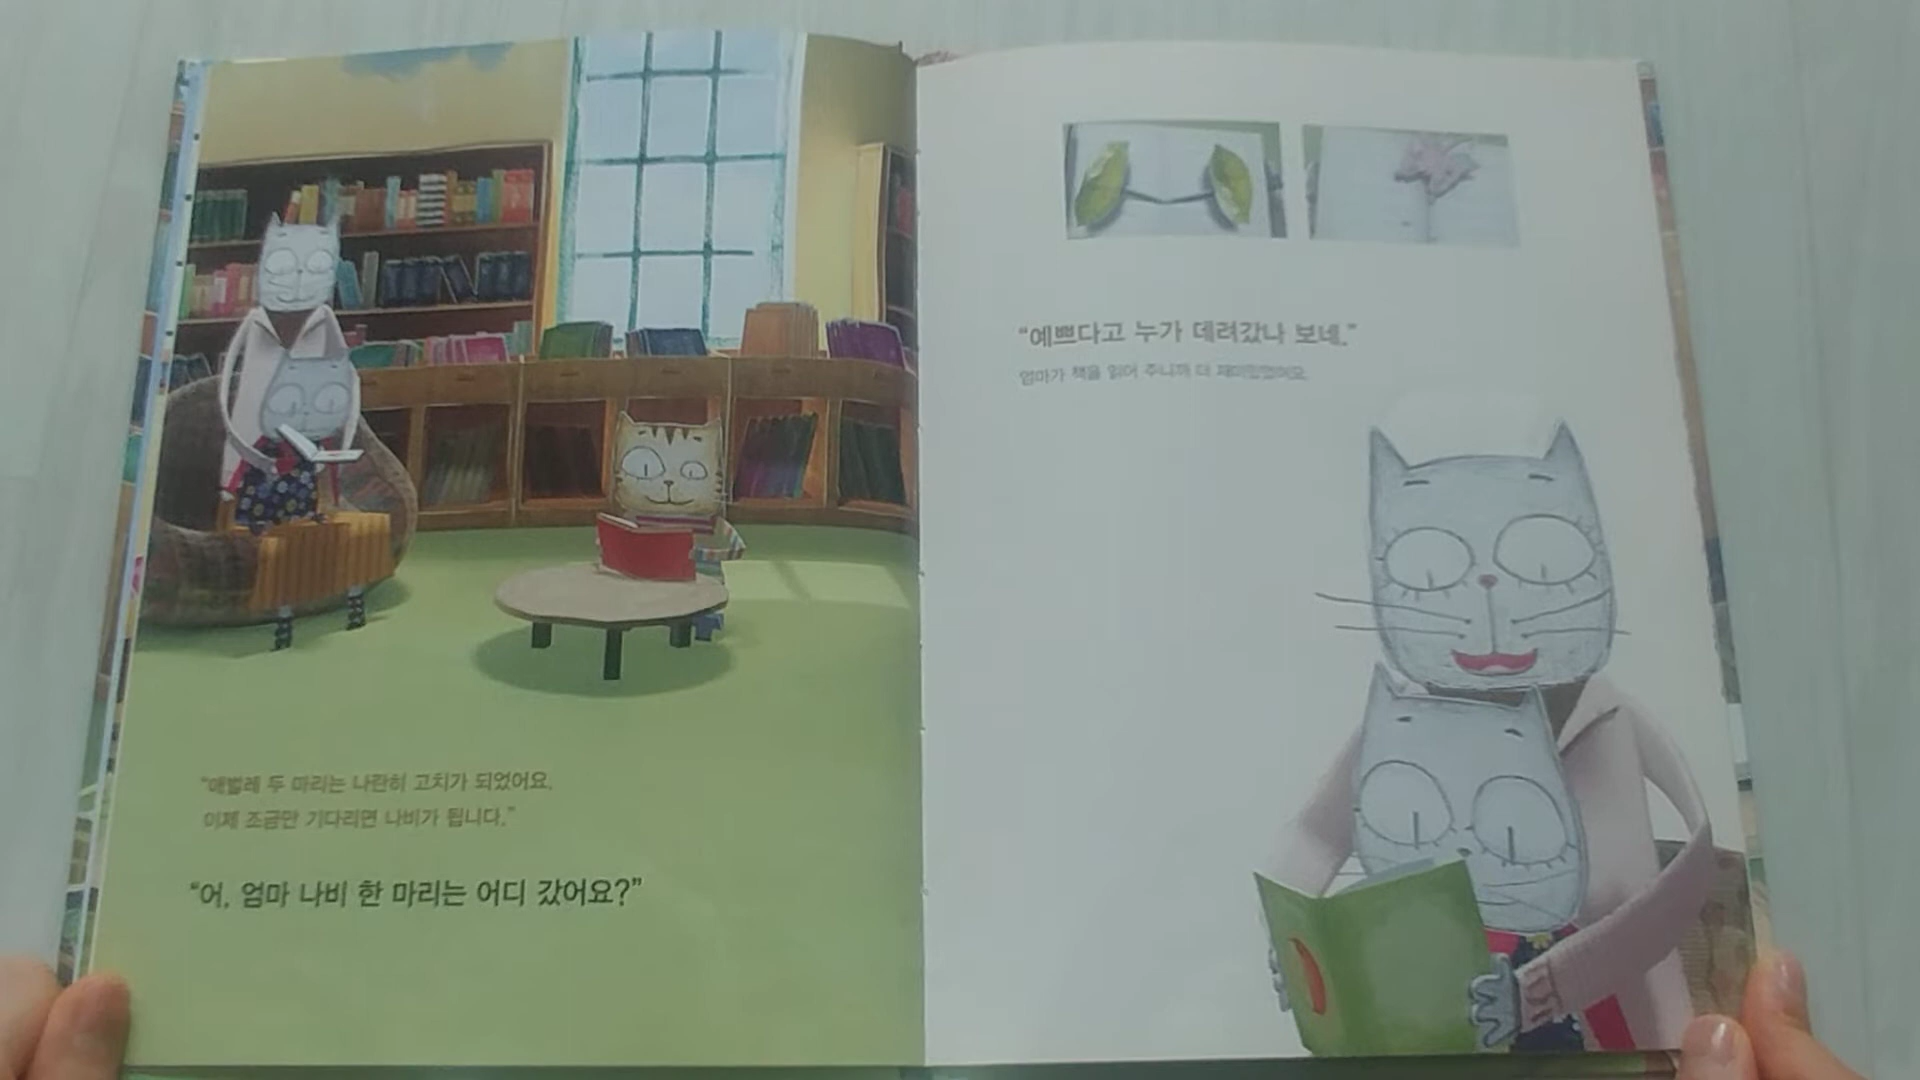 “애벌레 두 마리는 나란히 고치가 되었어요.
이제 조금만 기다리면 나비가 됩니다.”
“어, 엄마 나비 한 마리는 어디 갔어요?”
“예쁘다고 누가 데려갔나 보네.”
엄마가 책을 읽어 주니까 더 재미있었어요.